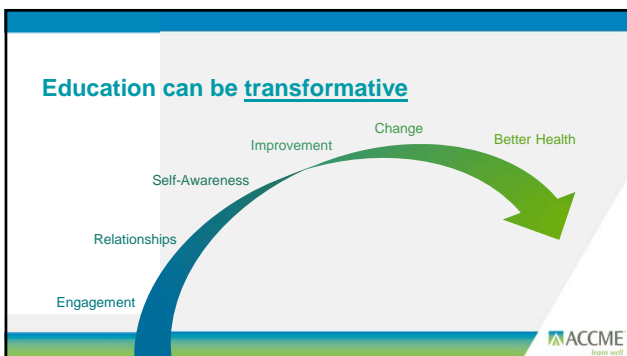 Education can be transformative
Change
Improvement
Better Health
Self-Awareness
Relationships
Engagement
ACCME
learn well